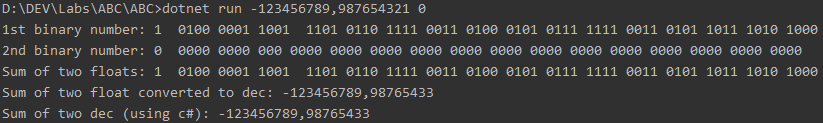 D:\DEV\Labs\ABC\ABC>dotnet run -123456789,987654321 0
1st binary number: 1  0100 0001 1001  1101 0110 1111 0011 0100 0101 0111 1111 0011 0101 1011 1010 1000
2nd binary number: 0  0000 0000 000 0000 0000 0000 0000 0000 0000 0000 0000 0000 0000 0000 0000 0000
Sum of two floats: 1  0100 0001 1001  1101 0110 1111 0011 0100 0101 0111 1111 0011 0101 1011 1010 1000
Sum of two float converted to dec: -123456789,98765433
Sum of two dec (using c#): -123456789,98765433